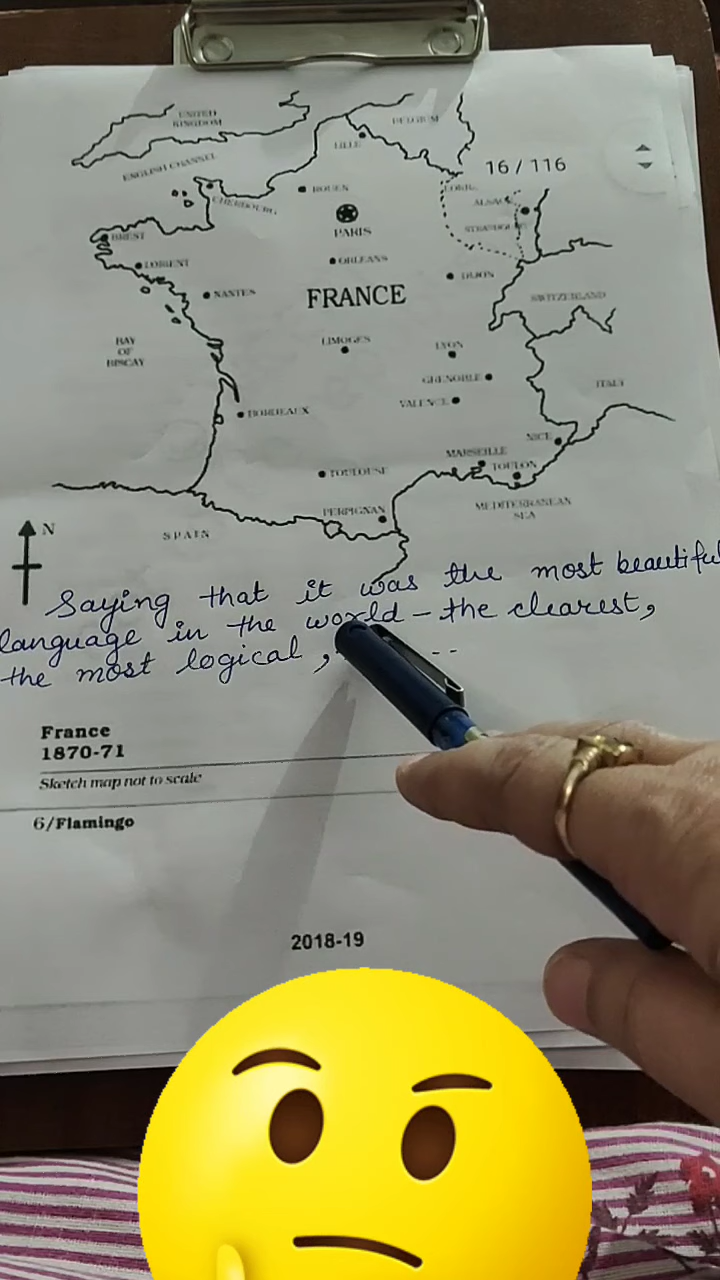 UNITED
KINGDOM
BELGIUM
LILLE
ENGLISH CHANNEL
16 / 116
ROUEN
CHERBOURG
ALSACE
PARIS
BREST
ORLEANS
LORIENT
DIJON
NANTES
FRANCE
SWITZERLAND
BAY
OF
BISCAY
LIMOGES
LYON
GRENOBLE
ITALY
VALENCE
BORDEAUX
NICE
MARSEILLE
TOULOUSE
TOULON
PERPIGNAN
MEDITERRANEAN
SEA
N
SPAIN
Saying that it was the most beautiful
language in the world - the clearest,
the most logical, --
France
1870-71
Sketch map not to scale
6/Flamingo
2018-19